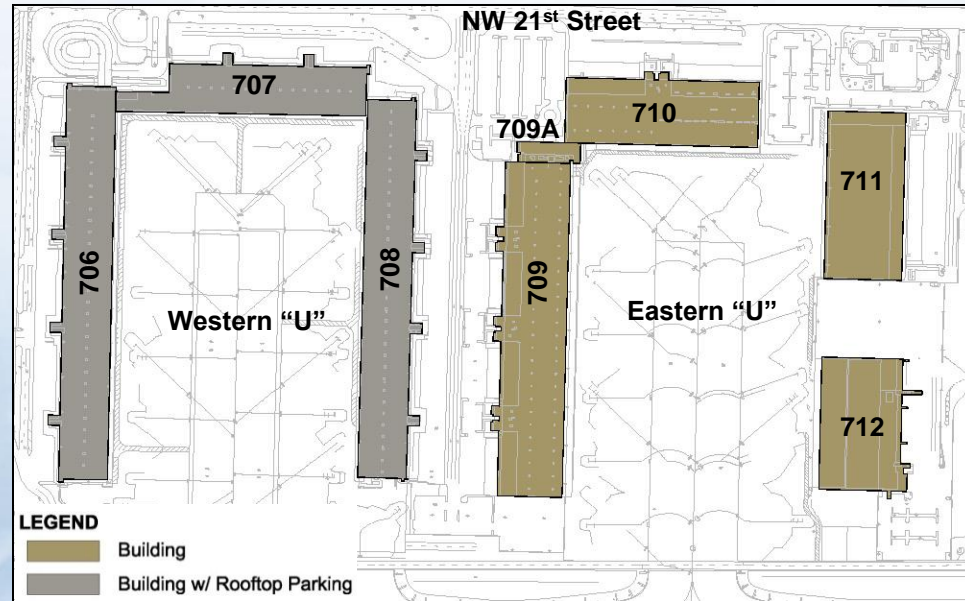 NW 21st Street
707
709A
710
711
706
708
709
Western “U”
Eastern “U”
712
LEGEND
Building
Building w/ Rooftop Parking